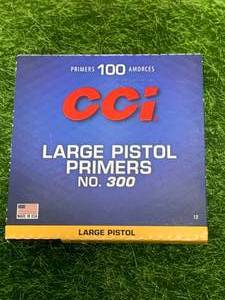 PRIMERS 100 AMORCES
CCI
LARGE PISTOL
PRIMERS
NO. 300
MADE IN USA
LARGE PISTOL